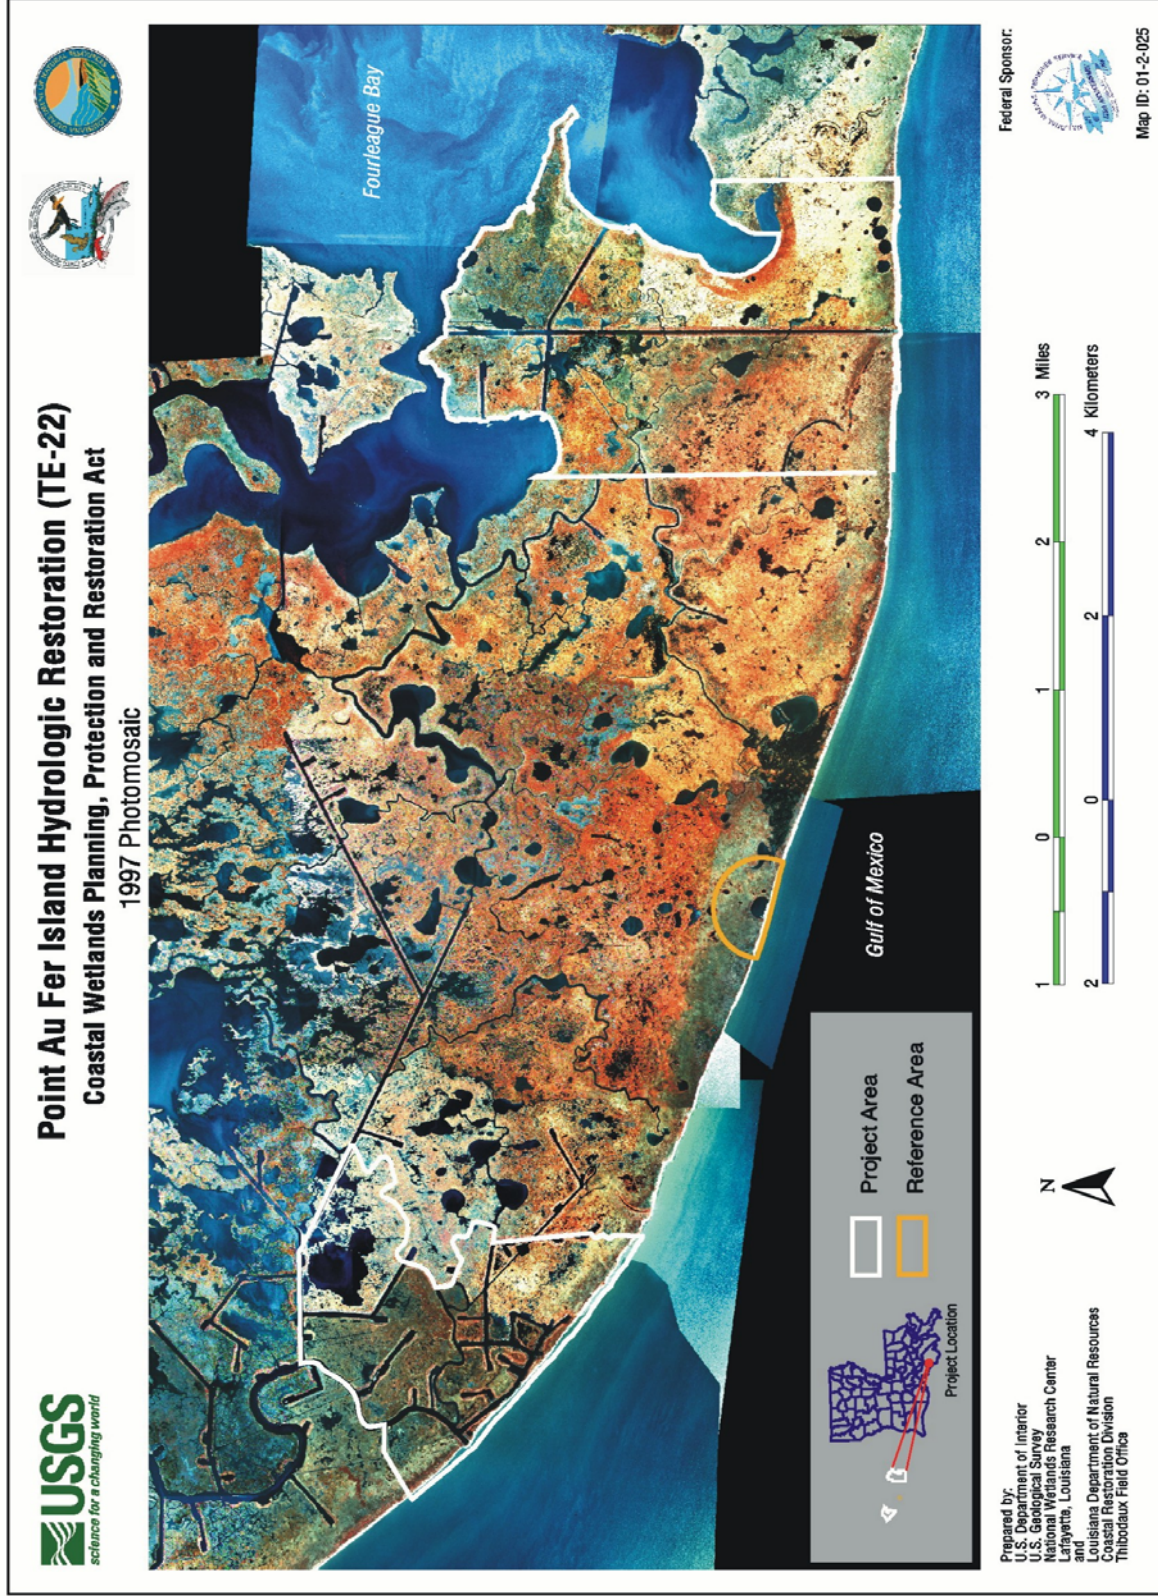 USGS
science for a changing world
Point Au Fer Island Hydrologic Restoration (TE-22)
Coastal Wetlands Planning, Protection and Restoration Act
1997 Photomosaic
Fourleague Bay
Gulf of Mexico
Project Area
Reference Area
Project Location
Prepared by:
U.S. Department of Interior
U.S. Geological Survey
National Wetlands Research Center
Lafayette, Louisiana
and
Louisiana Department of Natural Resources
Coastal Restoration Division
Thibodaux Field Office
N
1 0 1 2 3 Miles
2 0 2 4 Kilometers
Federal Sponsor:
Map ID: 01-2-025